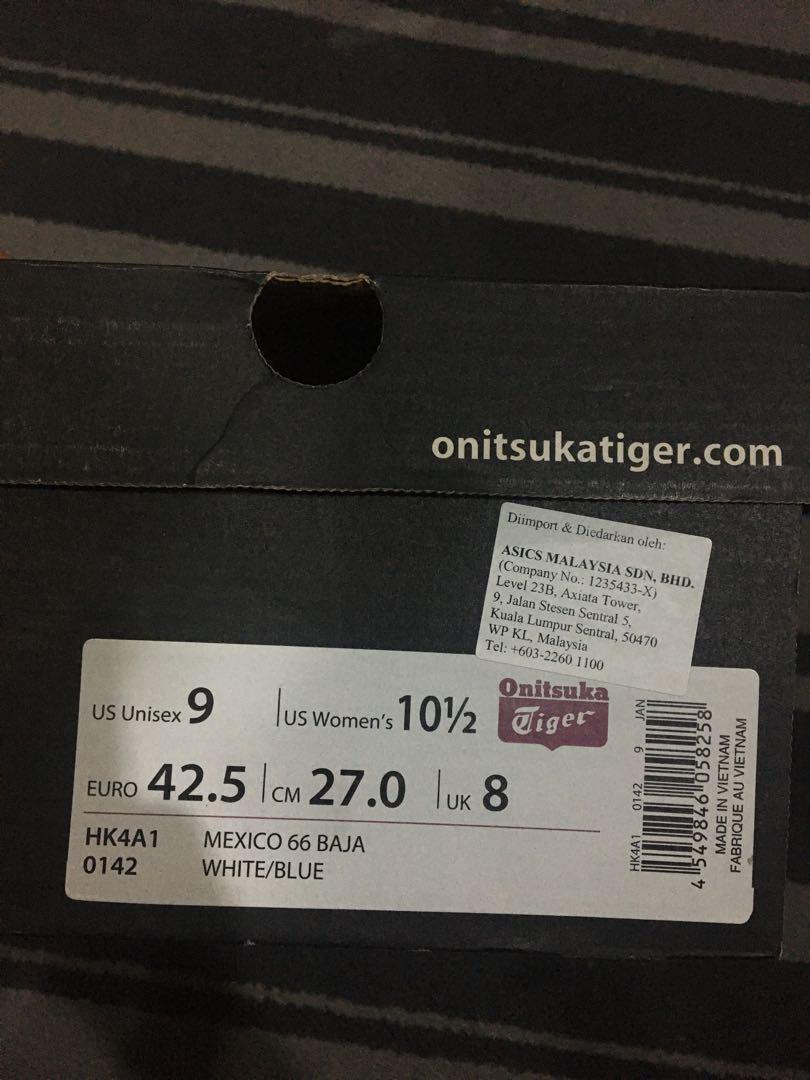 onitsukatiger.com
Diimport & Diedarkan oleh:
ASICS MALAYSIA SDN, BHD.
(Company No.: 1235433-X)
Level 23B, Axiata Tower,
9, Jalan Stesen Sentral 5,
Kuala Lumpur Sentral, 50470
WP KL, Malaysia
Tel: +603-2260 1100
US Unisex 9 US Women's 10½
Onitsuka
Tiger
EURO 42.5 CM 27.0 UK 8
HK4A1 MEXICO 66 BAJA
0142 WHITE/BLUE
HK4A1 0142 9 JAN
4 549846 058258
MADE IN VIETNAM
FABRIQUE AU VIETNAM